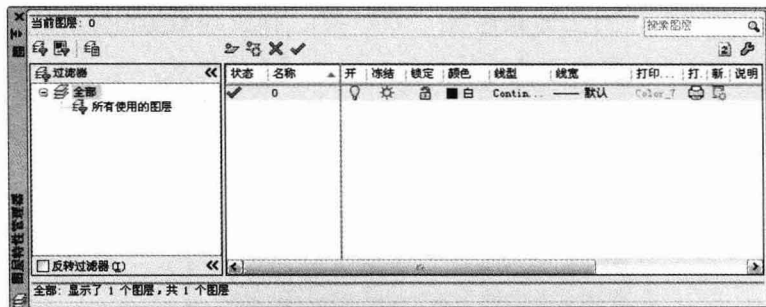 当前图层: 0
搜索图层
过滤器
状态 名称 开 冻结 锁定 颜色 线型 线宽 打印... 打. 新. 说明
全部
0 白 Contin... 默认 Color_7
所有使用的图层
反转过滤器(I)
全部: 显示了 1 个图层，共 1 个图层
图层特性管理器